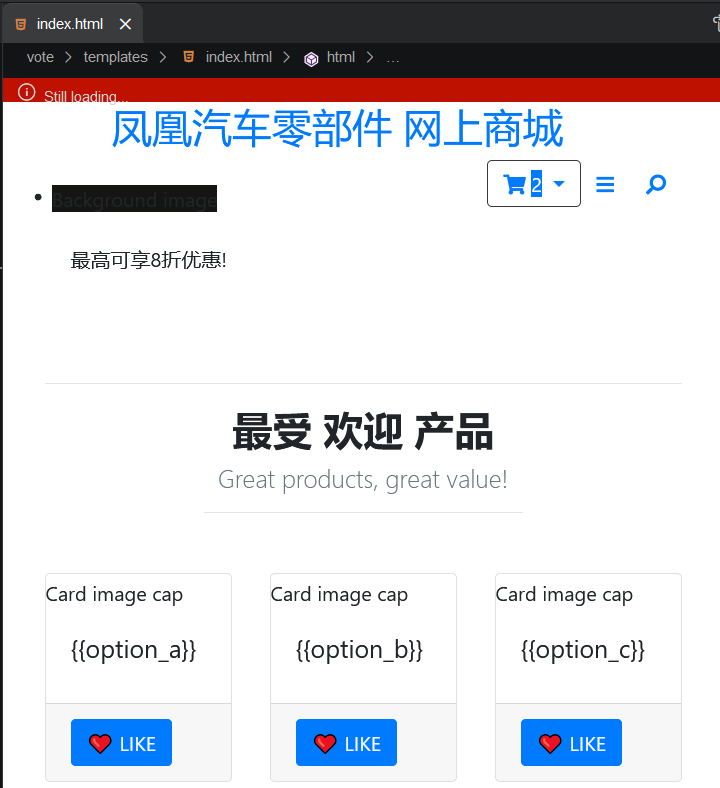 index.html
vote > templates > index.html > html > ...
Still loading...
凤凰汽车零部件 网上商城
2
Background image
最高可享8折优惠!
最受 欢迎 产品
Great products, great value!
Card image cap Card image cap Card image cap
{{option_a}} {{option_b}} {{option_c}}
LIKE LIKE LIKE